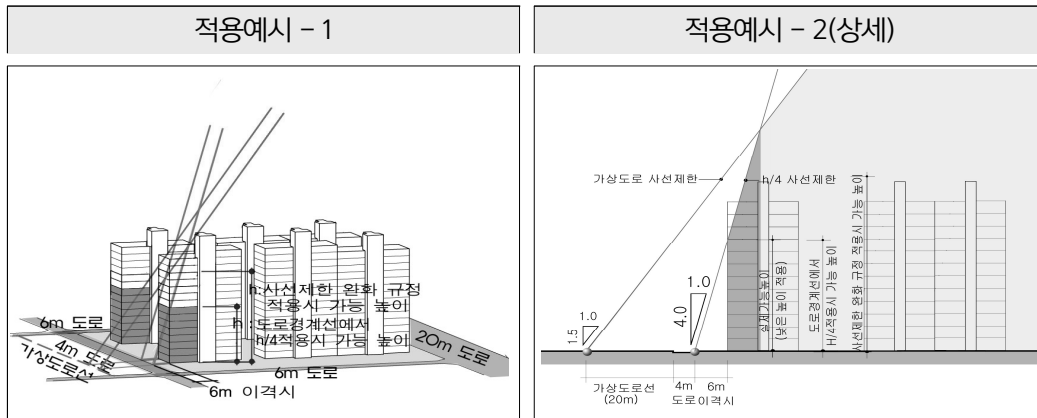 적용예시 – 1
h:사선제한 완화 규정
적용시 가능 높이
h :도로경계선에서
h/4적용시 가능 높이
6m 도로
4m 도로
가상도로선
20m 도로
6m 도로
6m 이격시
적용예시 – 2(상세)
가상도로 사선제한
h/4 사선제한
1.0
1.5
1.0
4.0
실제가능높이
(낮은 높이 적용)
도로경계선에서
H/4적용시 가능 높이
사선제한 완화 규정 적용시 가능 높이
가상도로선
(20m)
4m
도로
6m
이격시